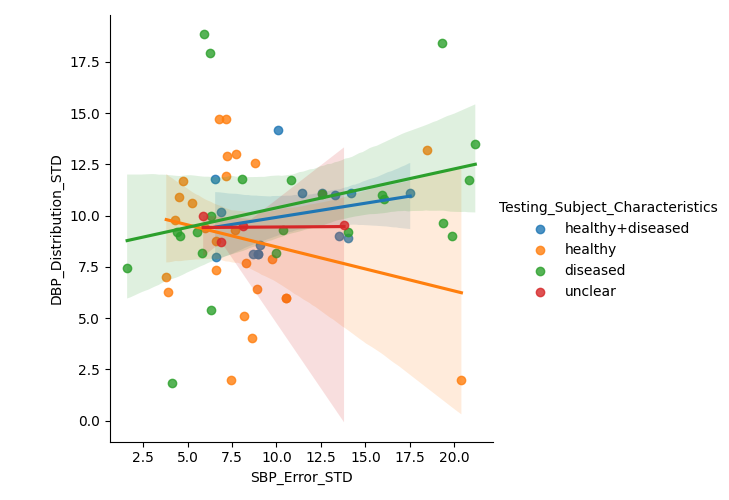 17.5
15.0
12.5
10.0
7.5
5.0
2.5
0.0
DBP_Distribution_STD
2.5 5.0 7.5 10.0 12.5 15.0 17.5 20.0
SBP_Error_STD
Testing_Subject_Characteristics
healthy+diseased
healthy
diseased
unclear